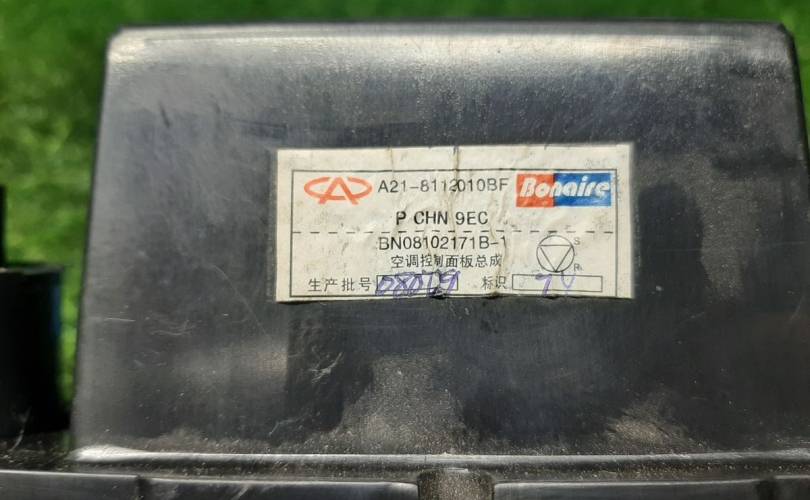 A21-8112010BF Bonaire
P CHN 9EC
BN08102171B-1
空调控制面板总成
S
R
生产批号 标识